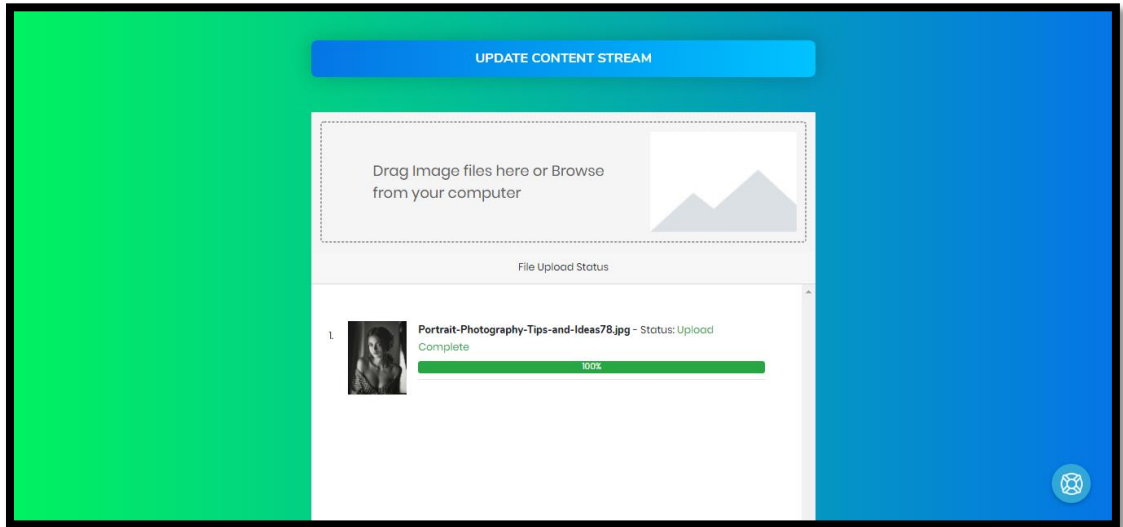 UPDATE CONTENT STREAM
Drag Image files here or Browse
from your computer
File Upload Status
1.
Portrait-Photography-Tips-and-Ideas78.jpg - Status: Upload
Complete
100%